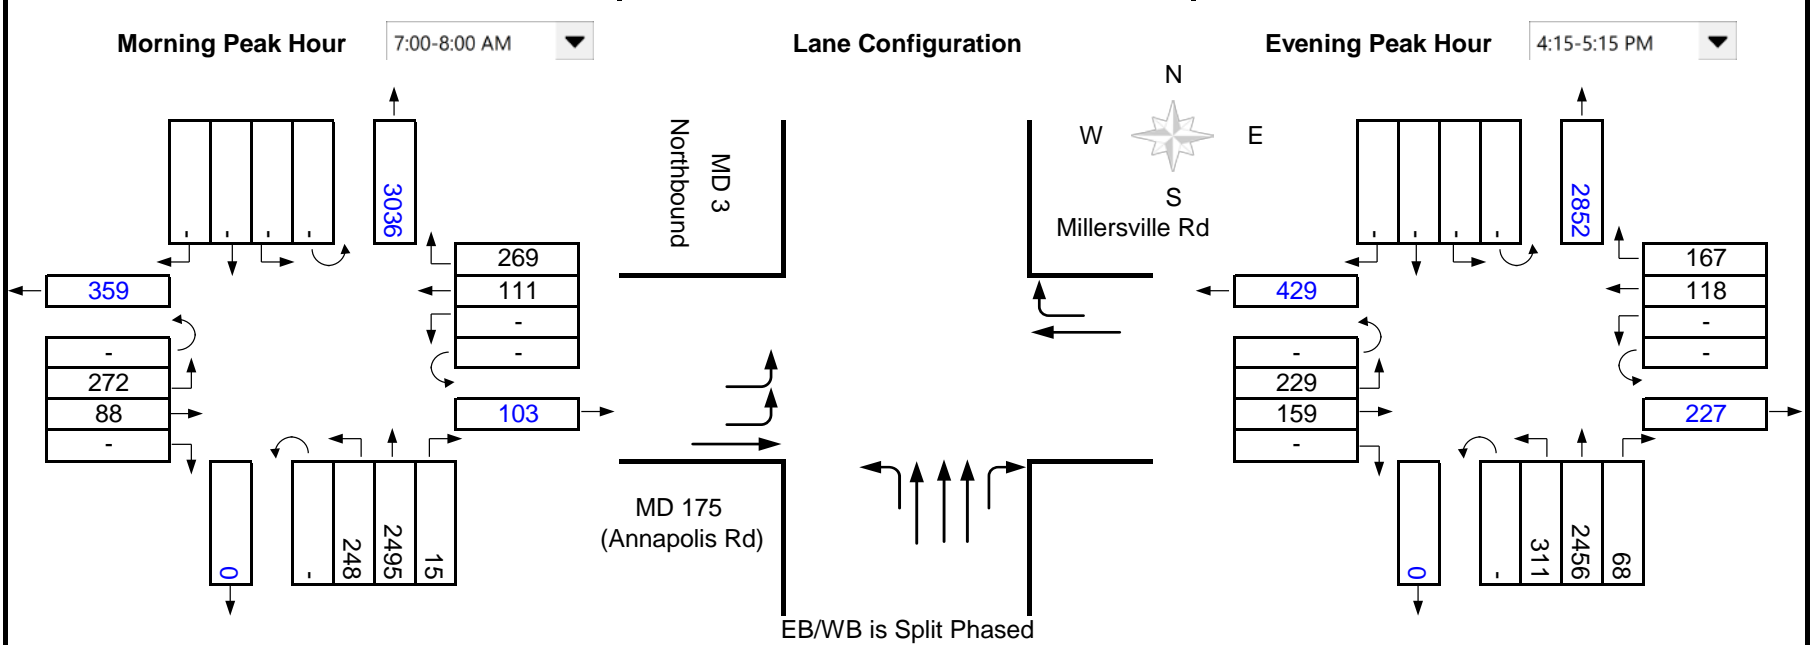 Morning Peak Hour
7:00-8:00 AM
Lane Configuration
Evening Peak Hour
4:15-5:15 PM
-
-
-
-
3036
269
111
-
-
359
-
272
88
-
103
0
-
248
2495
15
MD 3
Northbound
N
W
E
S
Millersville Rd
MD 175
(Annapolis Rd)
EB/WB is Split Phased
-
-
-
-
2852
167
118
-
-
429
-
229
159
-
227
0
-
311
2456
68